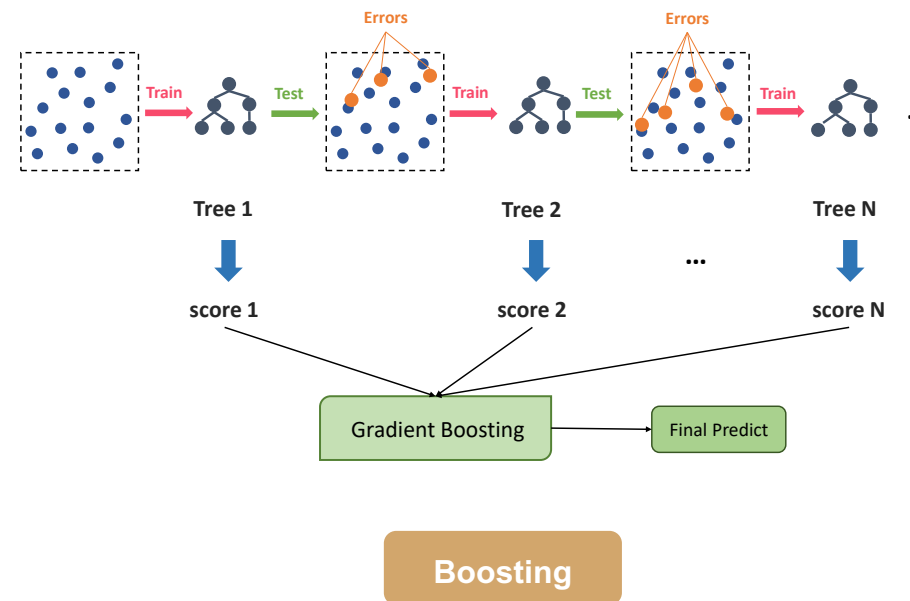 Errors
Errors
Train
Test
Train
Test
Train
.
Tree 1
Tree 2
Tree N
...
score 1
score 2
score N
Gradient Boosting
Final Predict
Boosting